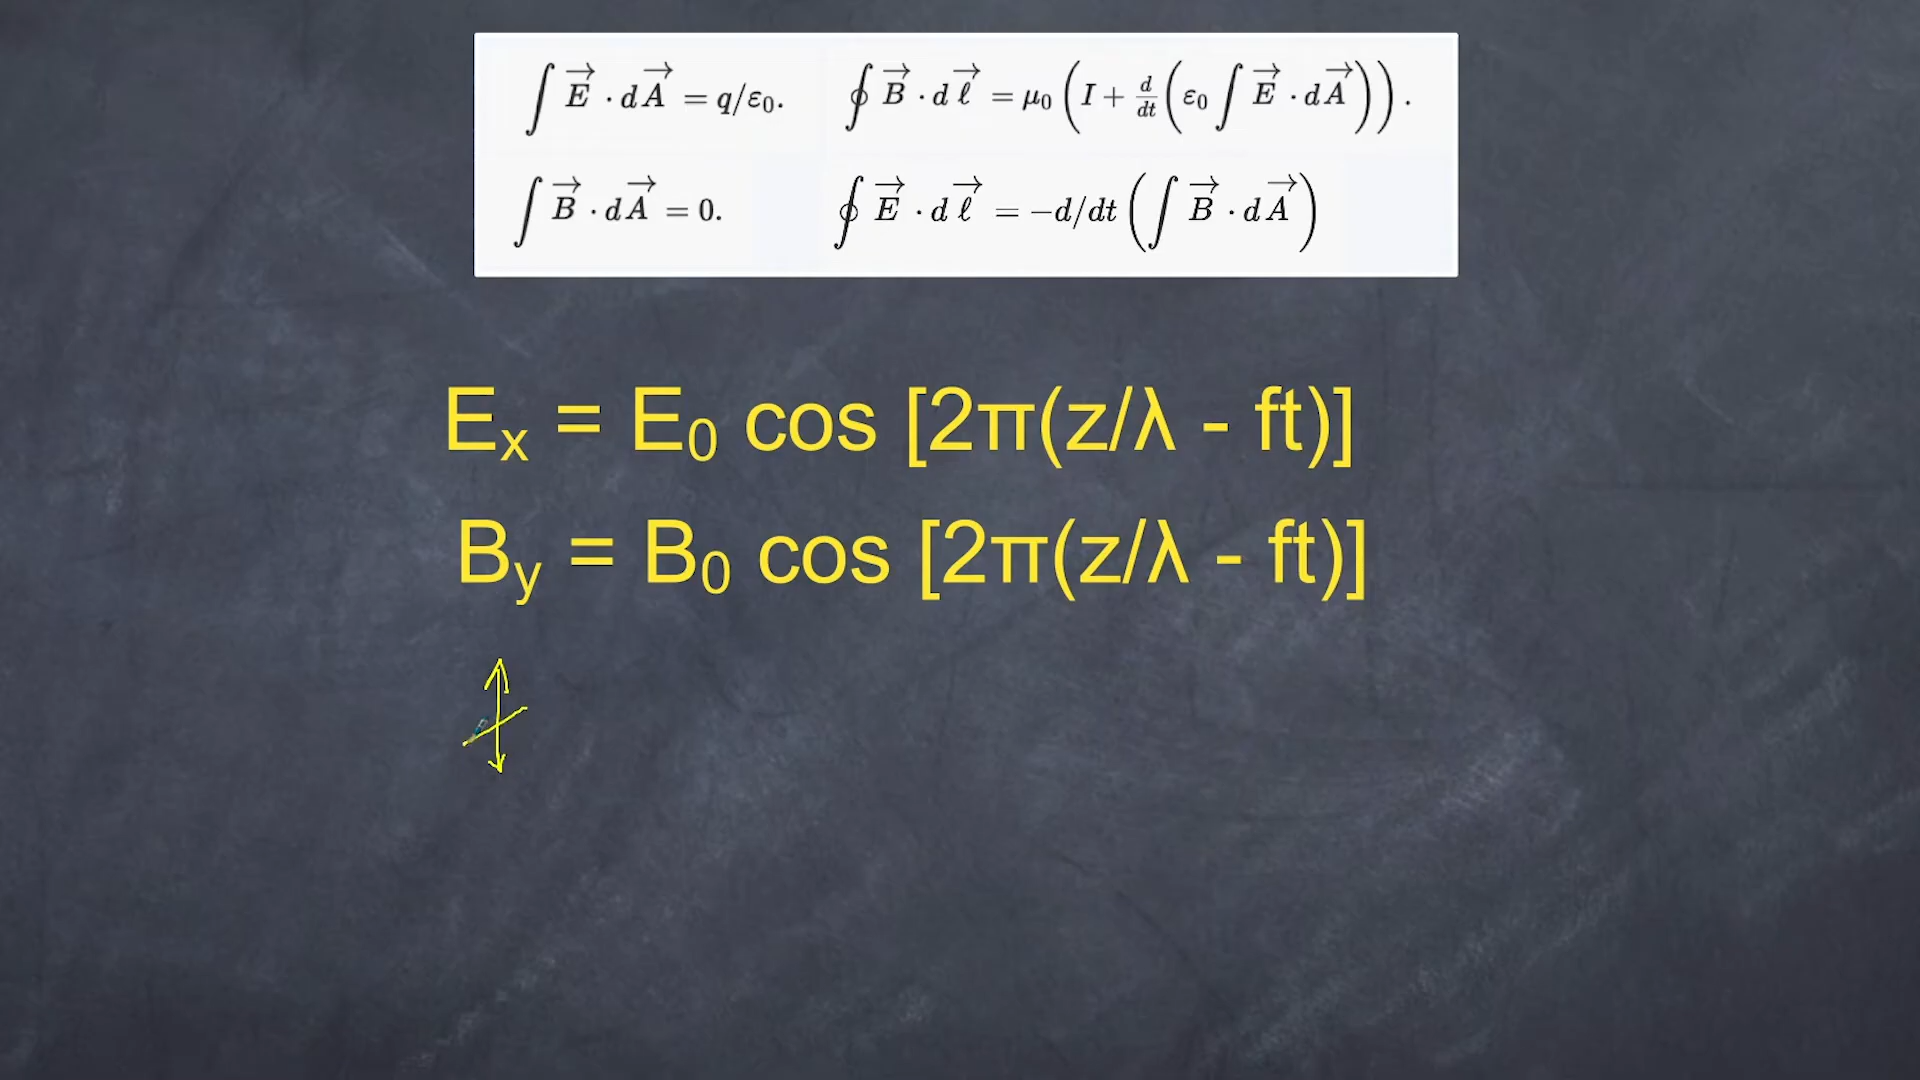 ∫ E⃗ · dA⃗ = q/ε₀. ∮ B⃗ · dℓ⃗ = μ₀ (I + d/dt (ε₀ ∫ E⃗ · dA⃗)).
∫ B⃗ · dA⃗ = 0. ∮ E⃗ · dℓ⃗ = −d/dt (∫ B⃗ · dA⃗)
Eₓ = E₀ cos [2π(z/λ - ft)]
B_y = B₀ cos [2π(z/λ - ft)]